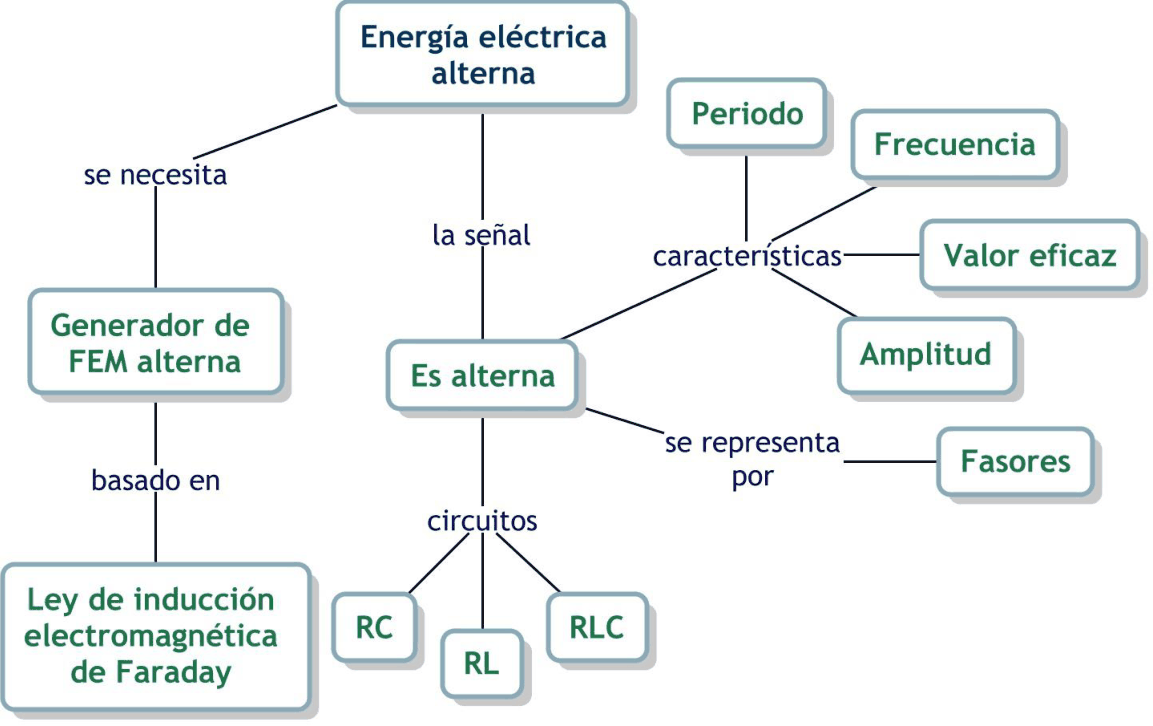 Energía eléctrica
alterna
Periodo
Frecuencia
se necesita
la señal
características
Valor eficaz
Generador de
FEM alterna
Es alterna
Amplitud
se representa
por
Fasores
basado en
circuitos
Ley de inducción
electromagnética
de Faraday
RC
RL
RLC